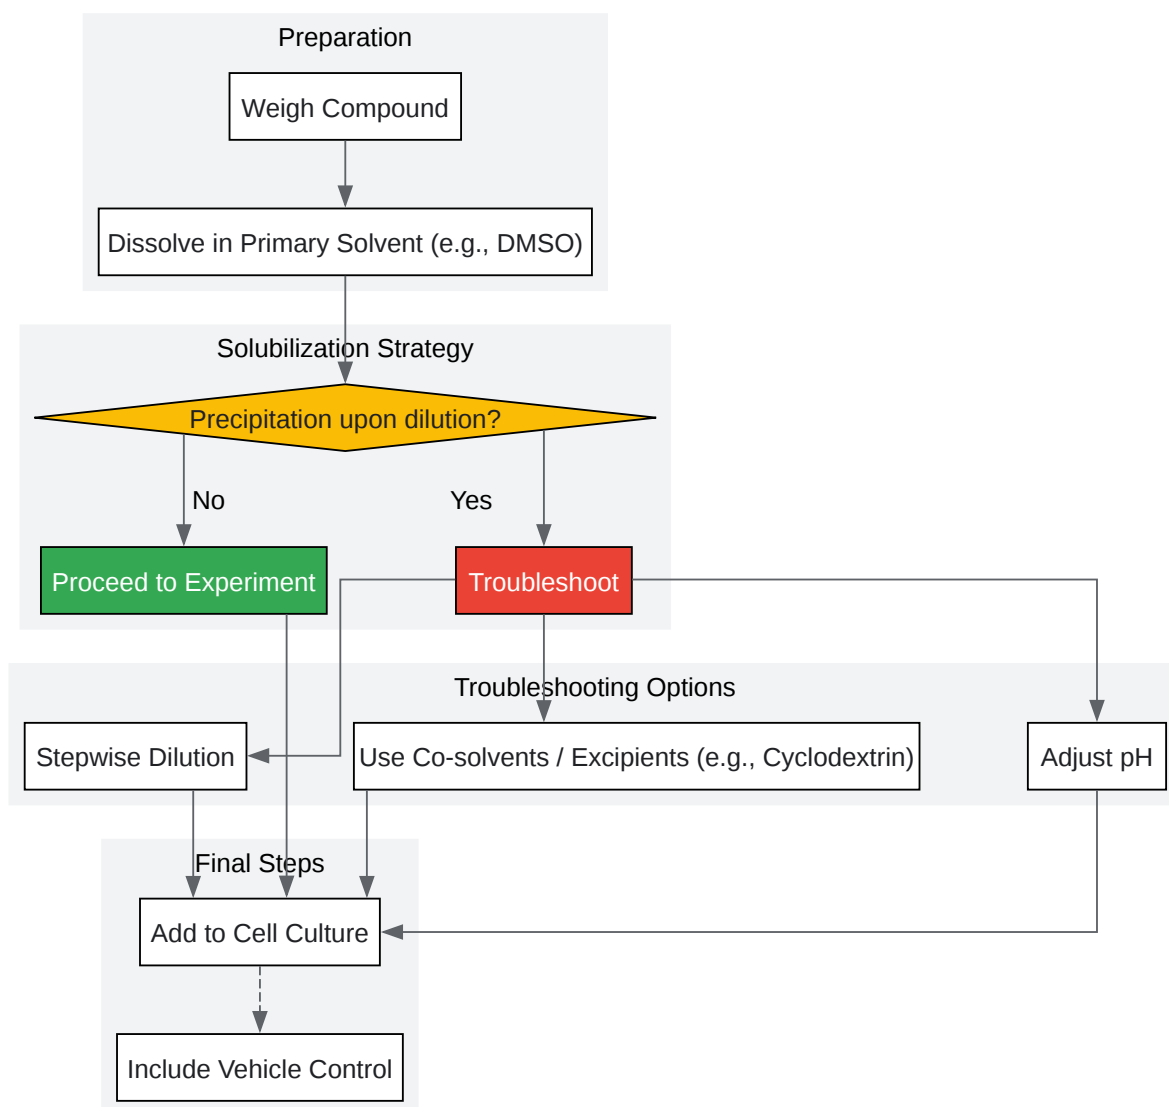 Preparation
Weigh Compound
Dissolve in Primary Solvent (e.g., DMSO)
Solubilization Strategy
Precipitation upon dilution?
No
Yes
Proceed to Experiment
Troubleshoot
Troubleshooting Options
Stepwise Dilution
Use Co-solvents / Excipients (e.g., Cyclodextrin)
Adjust pH
Final Steps
Add to Cell Culture
Include Vehicle Control